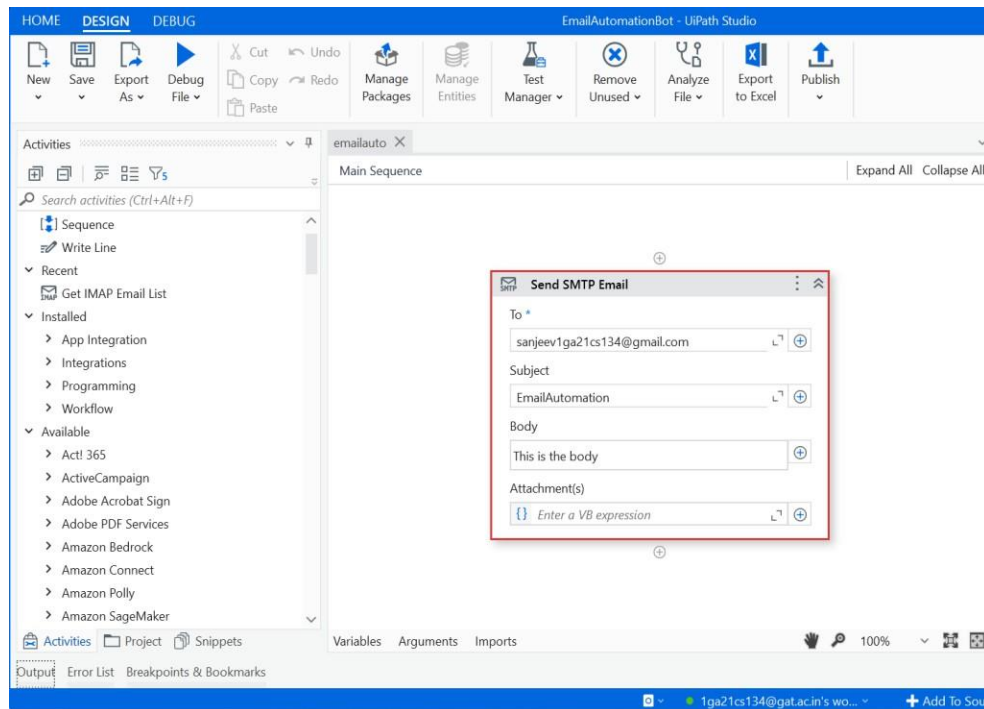 HOME DESIGN DEBUG EmailAutomationBot - UiPath Studio
New Save Export As Debug File Cut Copy Paste Undo Redo Manage Packages Manage Entities Test Manager Remove Unused Analyze File Export to Excel Publish
Activities
emailauto
Main Sequence Expand All Collapse All
Search activities (Ctrl+Alt+F)
Sequence
Write Line
Recent
Get IMAP Email List
Installed
App Integration
Integrations
Programming
Workflow
Available
Act! 365
ActiveCampaign
Adobe Acrobat Sign
Adobe PDF Services
Amazon Bedrock
Amazon Connect
Amazon Polly
Amazon SageMaker
SMTP Send SMTP Email
To *
sanjeev1ga21cs134@gmail.com
Subject
EmailAutomation
Body
This is the body
Attachment(s)
{} Enter a VB expression
Activities Project Snippets
Variables Arguments Imports 100%
Output Error List Breakpoints & Bookmarks
1ga21cs134@gat.ac.in's wo... Add To Sou